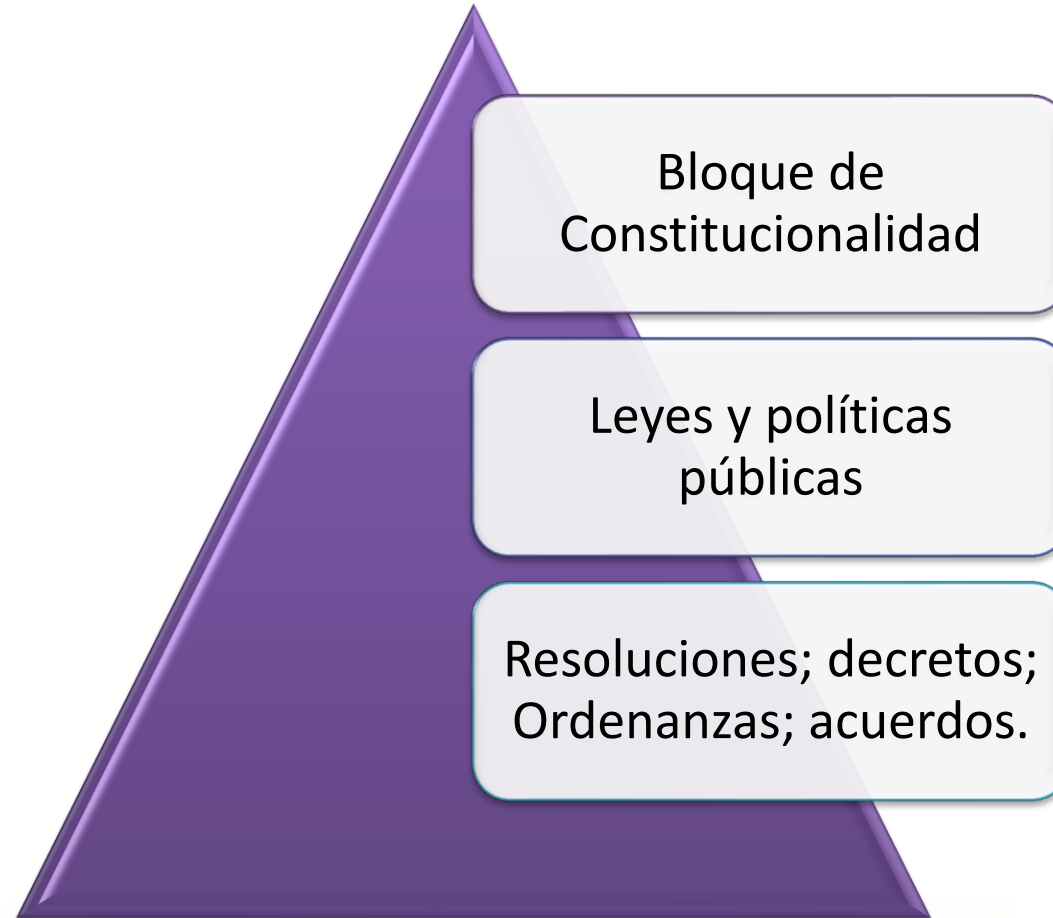 Bloque de
Constitucionalidad
Leyes y políticas
públicas
Resoluciones; decretos;
Ordenanzas; acuerdos.